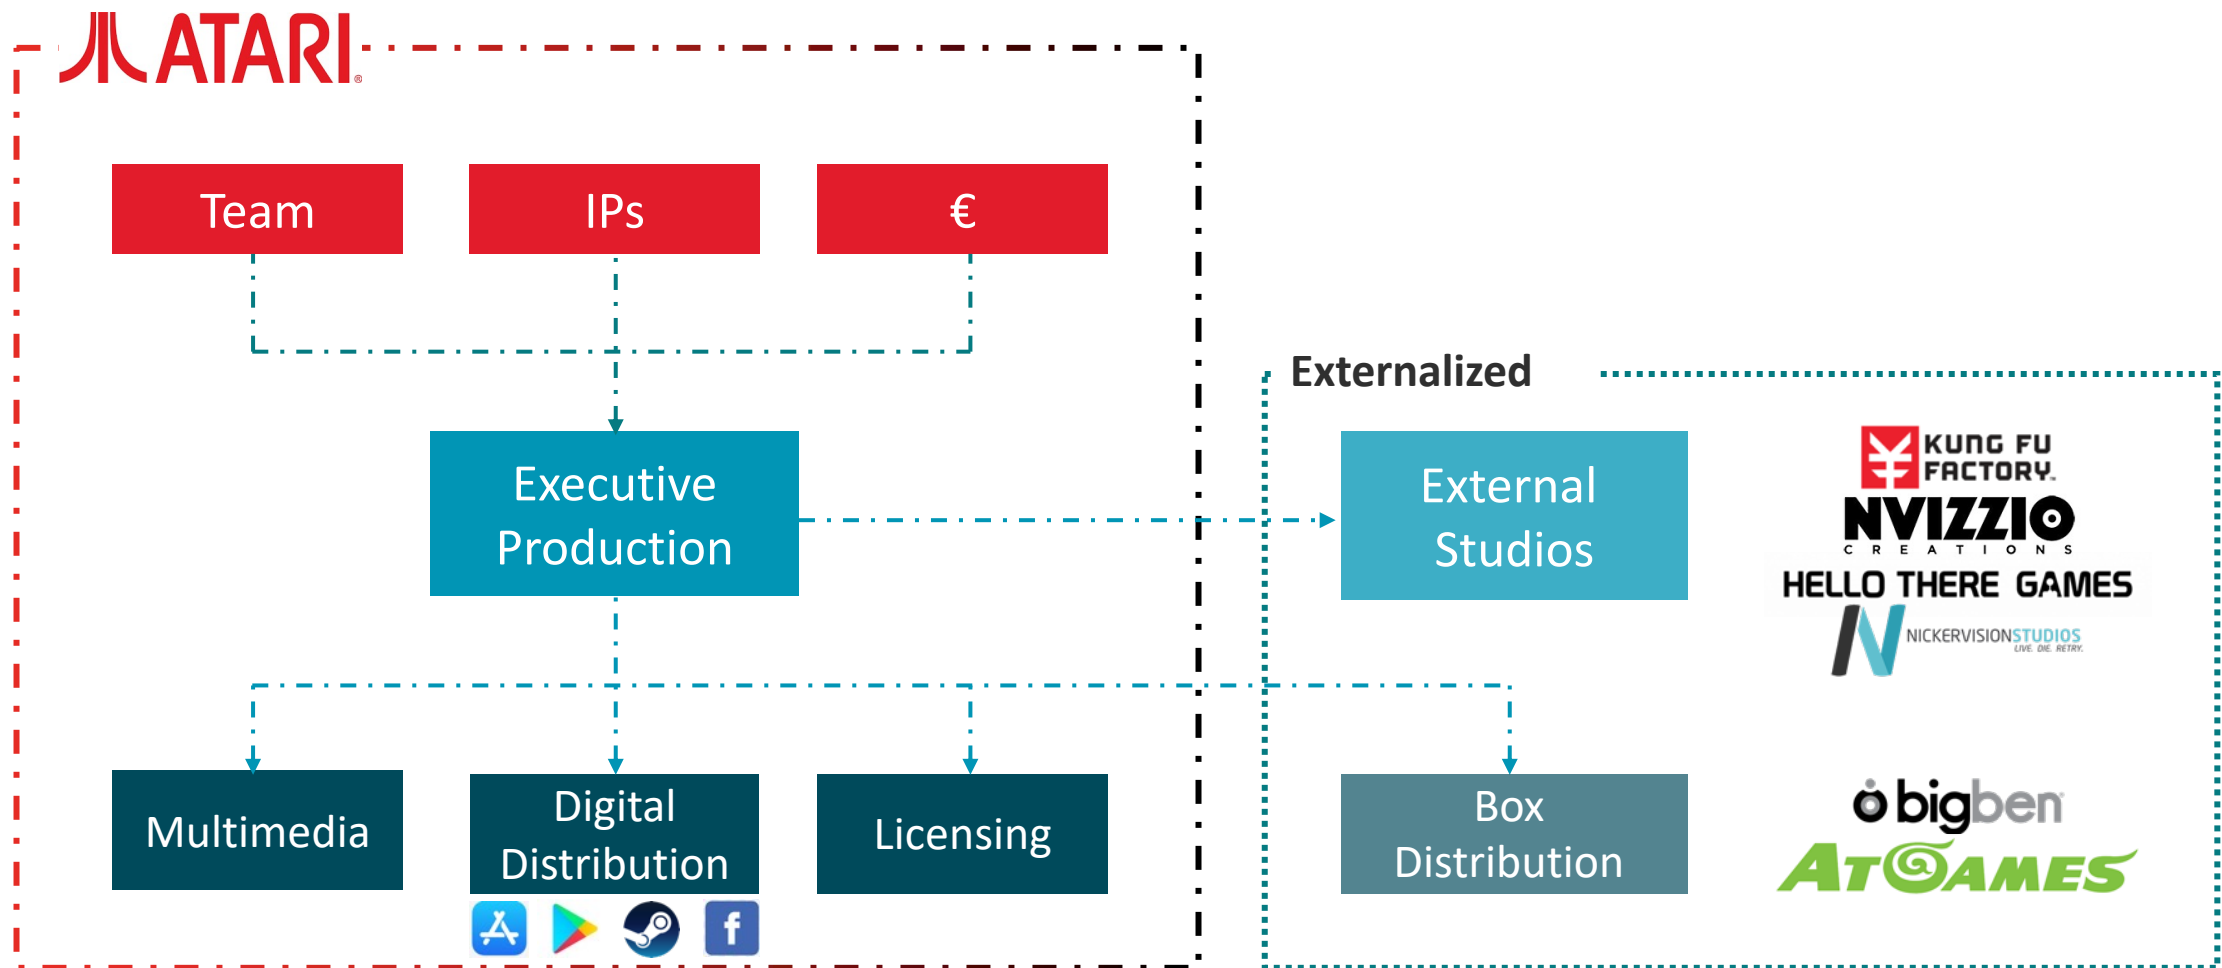 ATARI®
Team
IPs
€
Externalized
Executive
Production
External
Studios
KUNG FU
FACTORY™
NVIZZIO
CREATIONS
HELLO THERE GAMES
NICKERVISIONSTUDIOS
LIVE. DIE. RETRY.
Multimedia
Digital
Distribution
Licensing
Box
Distribution
bigben
ATGAMES
f